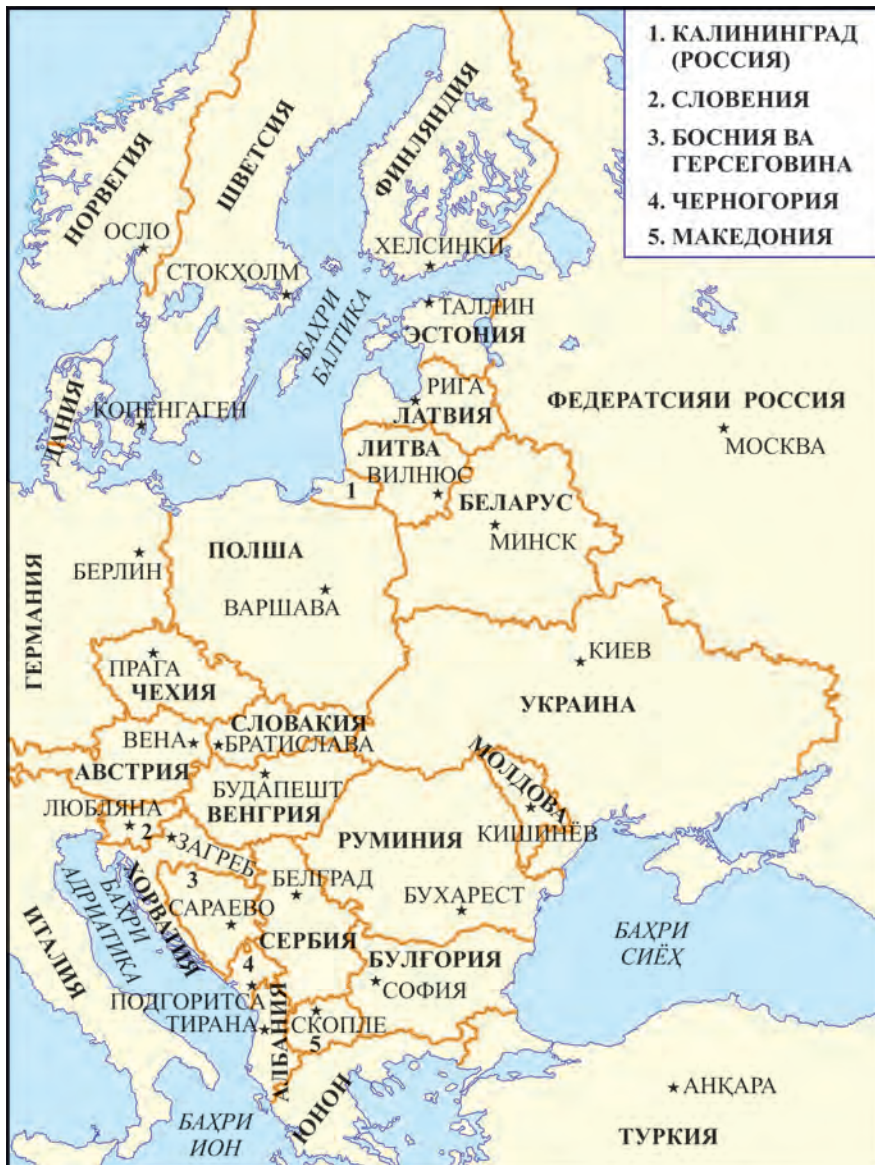 1. КАЛИНИНГРАД
(РОССИЯ)
2. СЛОВЕНИЯ
3. БОСНИЯ ВА
ГЕРСЕГОВИНА
4. ЧЕРНОГОРИЯ
5. МАКЕДОНИЯ
НОРВЕГИЯ
ШВЕТСИЯ
ФИНЛЯНДИЯ
ОСЛО
СТОКҲОЛМ
ХЕЛСИНКИ
БАҲРИ
БАЛТИКА
ТАЛЛИН
ЭСТОНИЯ
ДАНИЯ
КОПЕНГАГЕН
РИГА
ЛАТВИЯ
ФЕДЕРАТСИЯИ РОССИЯ
МОСКВА
ЛИТВА
ВИЛНЮС
1
БЕЛАРУС
МИНСК
ГЕРМАНИЯ
БЕРЛИН
ПОЛША
ВАРШАВА
КИЕВ
УКРАИНА
ПРАГА
ЧЕХИЯ
СЛОВАКИЯ
БРАТИСЛАВА
ВЕНА
АВСТРИЯ
БУДАПЕШТ
ВЕНГРИЯ
МОЛДОВА
КИШИНЁВ
ЛЮБЛЯНА
2
ЗАГРЕБ
РУМИНИЯ
БУХАРЕСТ
ХОРВАТИЯ
3
САРАЕВО
БЕЛГРАД
СЕРБИЯ
БАҲРИ
АДРИАТИКА
ИТАЛИЯ
4
ПОДГОРИТСА
ТИРАНА
АЛБАНИЯ
БУЛҒОРИЯ
СОФИЯ
СКОПЛЕ
5
БАҲРИ
СИЁҲ
БАҲРИ
ИОН
ЮНОН
АНҚАРА
ТУРКИЯ